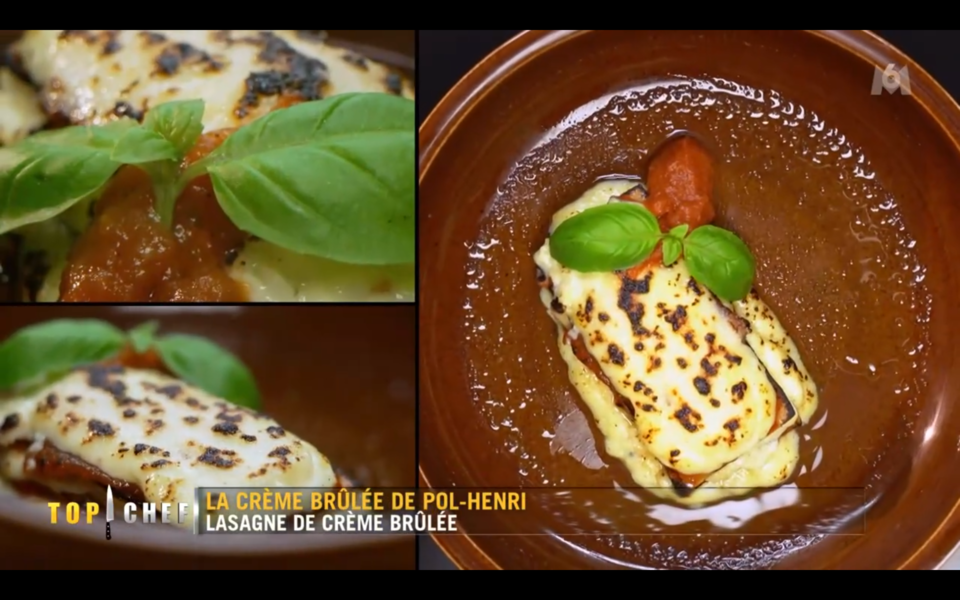 M6
TOP CHEF
LA CRÈME BRÛLÉE DE POL-HENRI
LASAGNE DE CRÈME BRÛLÉE